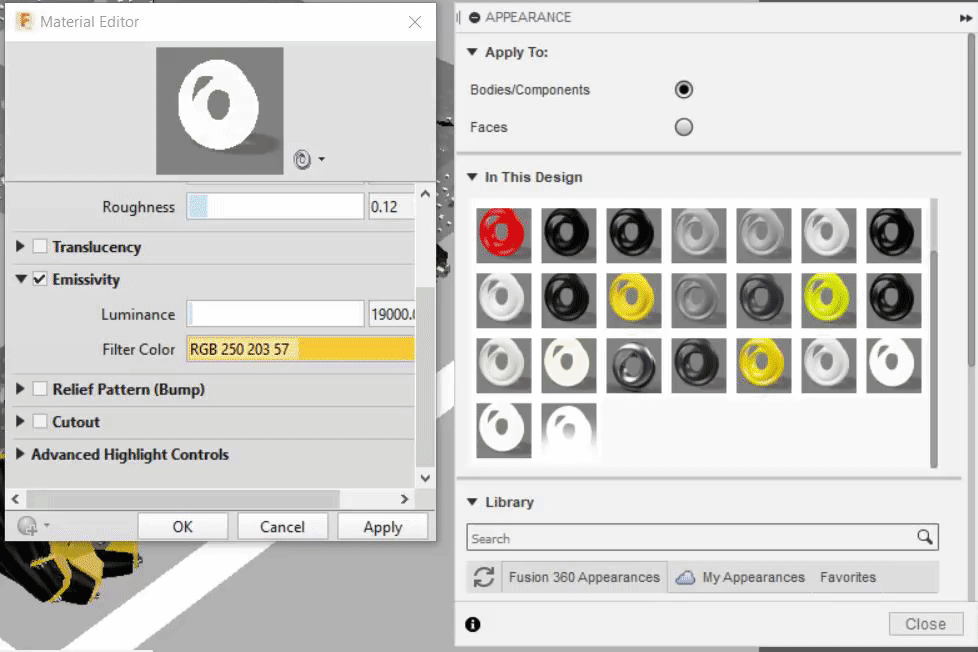 Material Editor
Roughness
0.12
Translucency
Emissivity
Luminance
19000.0
Filter Color
RGB 250 203 57
Relief Pattern (Bump)
Cutout
Advanced Highlight Controls
OK
Cancel
Apply
APPEARANCE
Apply To:
Bodies/Components
Faces
In This Design
Library
Search
Fusion 360 Appearances
My Appearances
Favorites
Close